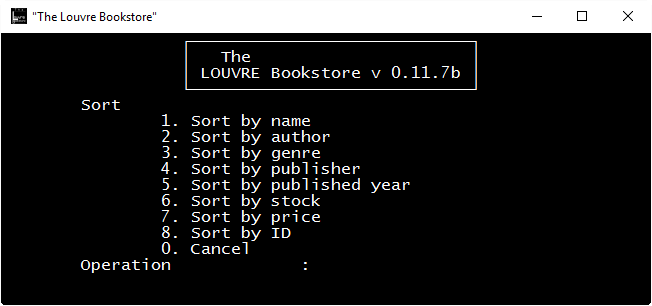 "The Louvre Bookstore"
The
LOUVRE Bookstore v 0.11.7b
Sort
1. Sort by name
2. Sort by author
3. Sort by genre
4. Sort by publisher
5. Sort by published year
6. Sort by stock
7. Sort by price
8. Sort by ID
0. Cancel
Operation :